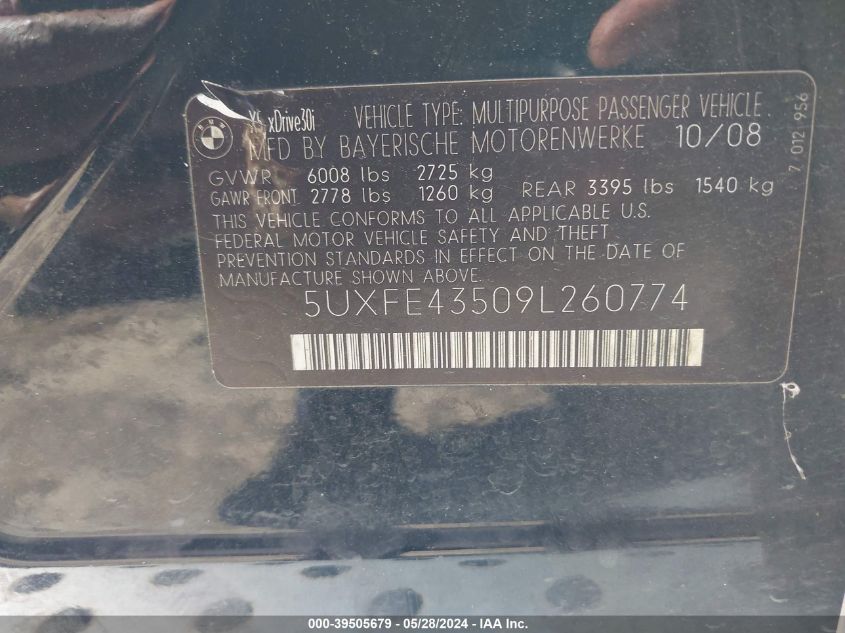 BMW
X5 xDrive30i VEHICLE TYPE: MULTIPURPOSE PASSENGER VEHICLE
MFD BY BAYERISCHE MOTORENWERKE 10/08
GVWR 6008 lbs 2725 kg
GAWR FRONT 2778 lbs 1260 kg REAR 3395 lbs 1540 kg
THIS VEHICLE CONFORMS TO ALL APPLICABLE U.S.
FEDERAL MOTOR VEHICLE SAFETY AND THEFT
PREVENTION STANDARDS IN EFFECT ON THE DATE OF
MANUFACTURE SHOWN ABOVE.
5UXFE43509L260774
7 012 956
000-39505679 / 05/28/2024 - IAA Inc.